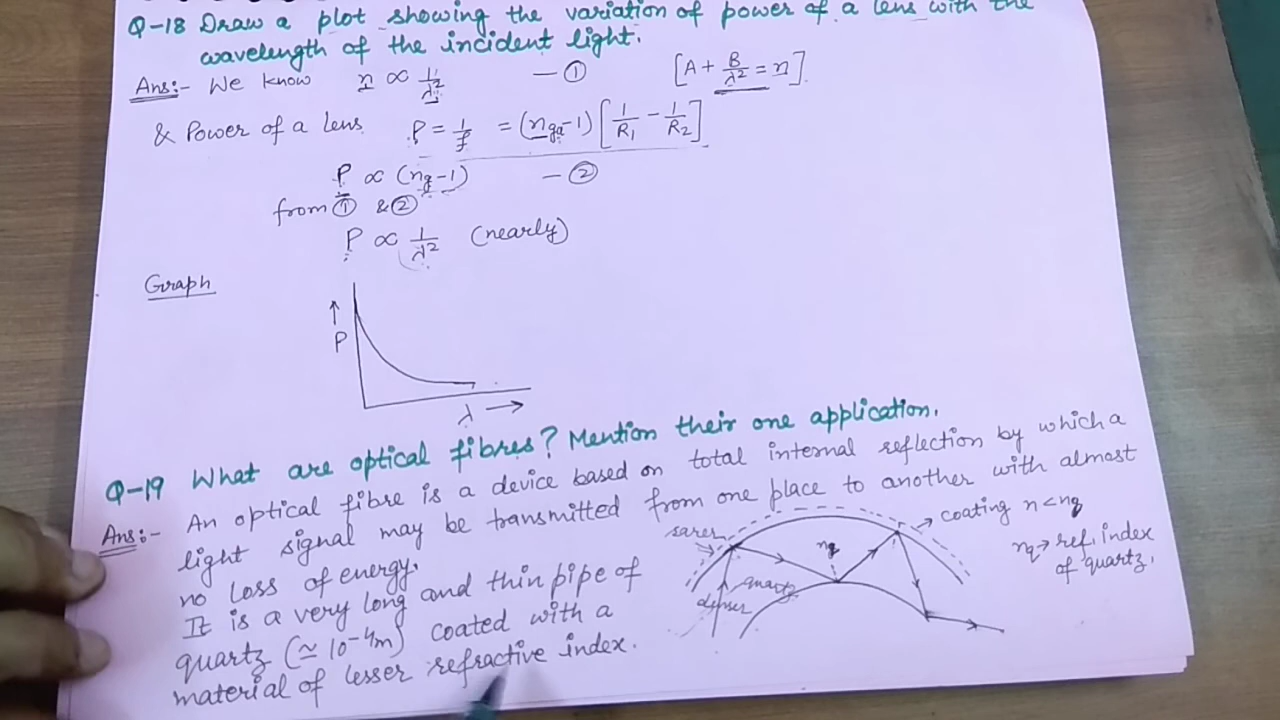 Q-18 Draw a plot showing the variation of power of a lens with the
wavelength of the incident light.
Ans:- We know n ∝ 1/λ² — ① [A + B/λ² = n]
& Power of a lens P = 1/f = (nga-1) [1/R₁ - 1/R₂]
P ∝ (ng-1) — ②
from ① & ②
P ∝ 1/λ² (nearly)
Graph
↑
P
λ →
Q-19 What are optical fibres? Mention their one application.
Ans:- An optical fibre is a device based on total internal reflection by which a
light signal may be transmitted from one place to another with almost
no loss of energy.
It is a very long and thin pipe of
quartz (≃ 10⁻⁴m) coated with a
material of lesser refractive index.
rarer
nq
quartz
denser
→ coating n < nq
nq → ref. index
of quartz.